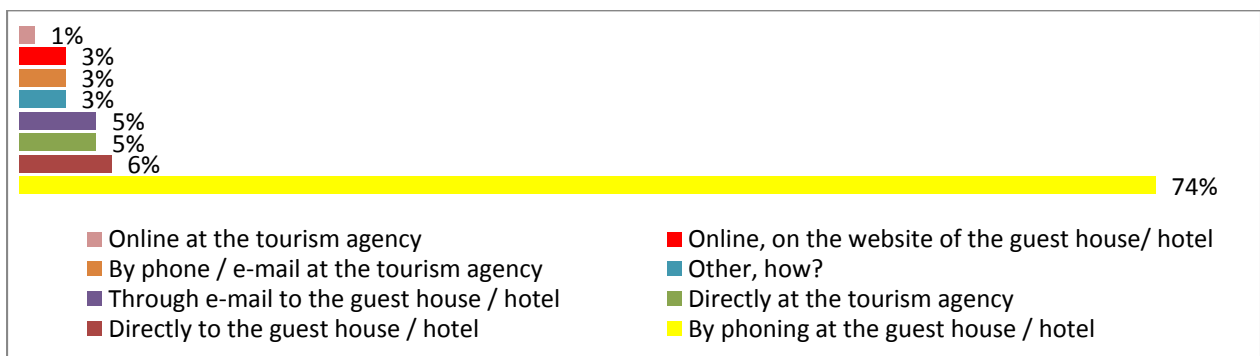 1%
3%
3%
3%
5%
5%
6%
74%
Online at the tourism agency Online, on the website of the guest house/ hotel
By phone / e-mail at the tourism agency Other, how?
Through e-mail to the guest house / hotel Directly at the tourism agency
Directly to the guest house / hotel By phoning at the guest house / hotel